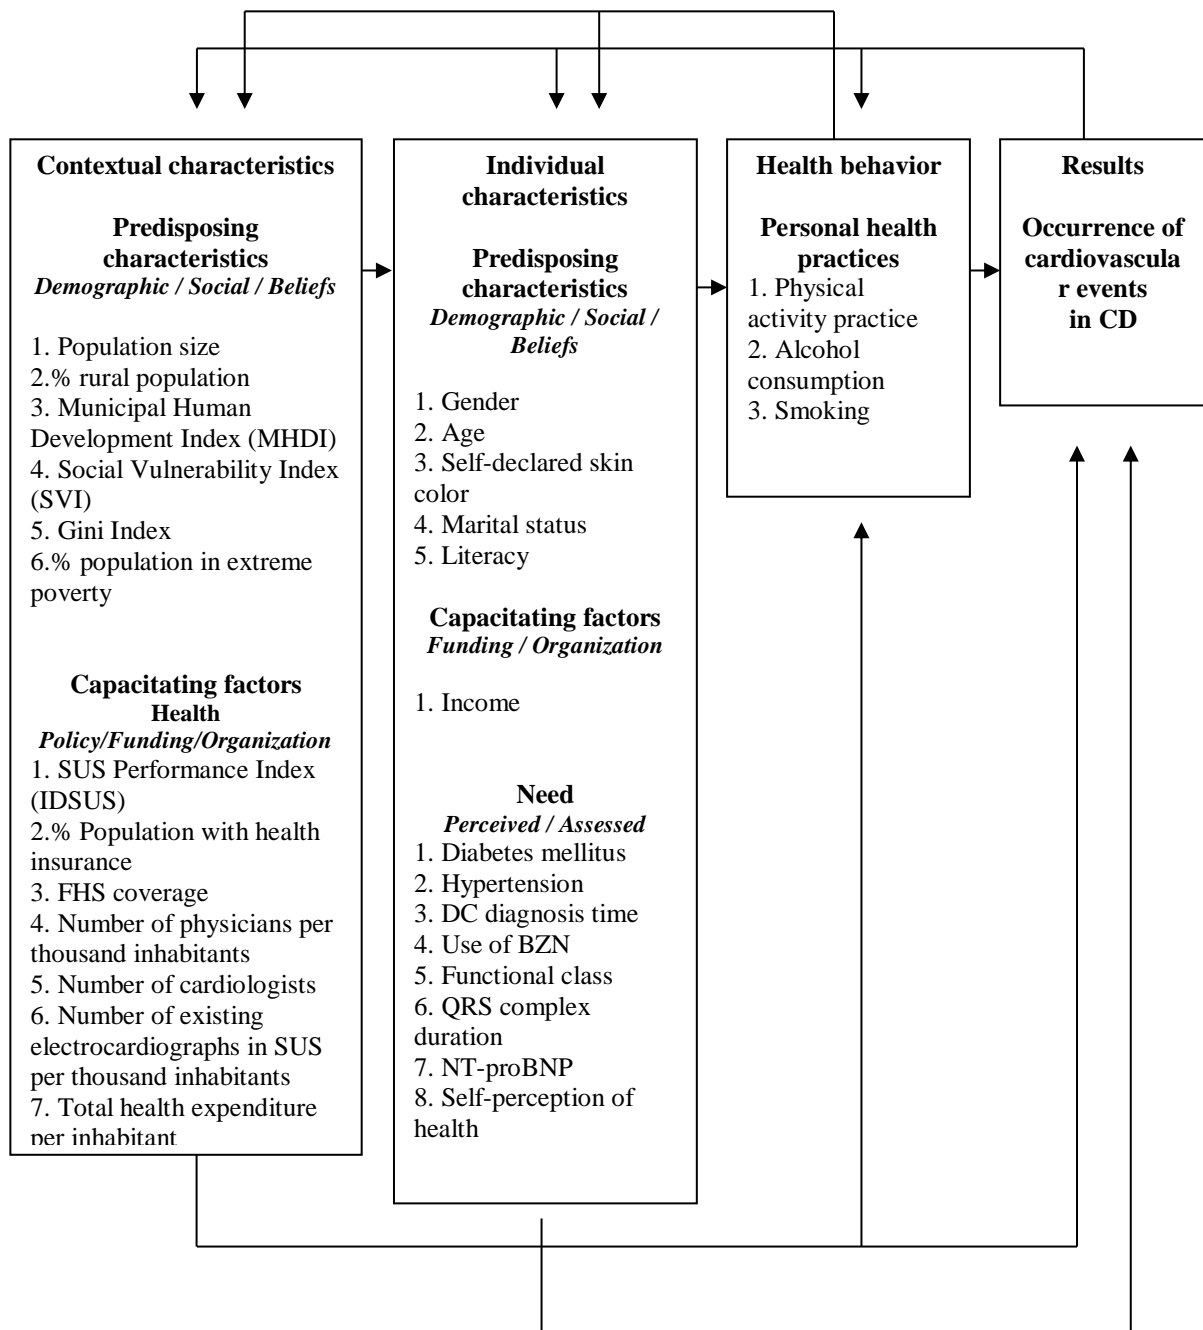 Contextual characteristics
Predisposing
characteristics
Demographic / Social / Beliefs
1. Population size
2.% rural population
3. Municipal Human
Development Index (MHDI)
4. Social Vulnerability Index
(SVI)
5. Gini Index
6.% population in extreme
poverty
Capacitating factors
Health
Policy/Funding/Organization
1. SUS Performance Index
(IDSUS)
2.% Population with health
insurance
3. FHS coverage
4. Number of physicians per
thousand inhabitants
5. Number of cardiologists
6. Number of existing
electrocardiographs in SUS
per thousand inhabitants
7. Total health expenditure
per inhabitant
Individual
characteristics
Predisposing
characteristics
Demographic / Social /
Beliefs
1. Gender
2. Age
3. Self-declared skin
color
4. Marital status
5. Literacy
Capacitating factors
Funding / Organization
1. Income
Need
Perceived / Assessed
1. Diabetes mellitus
2. Hypertension
3. DC diagnosis time
4. Use of BZN
5. Functional class
6. QRS complex
duration
7. NT-proBNP
8. Self-perception of
health
Health behavior
Personal health
practices
1. Physical
activity practice
2. Alcohol
consumption
3. Smoking
Results
Occurrence of
cardiovascula
r events
in CD